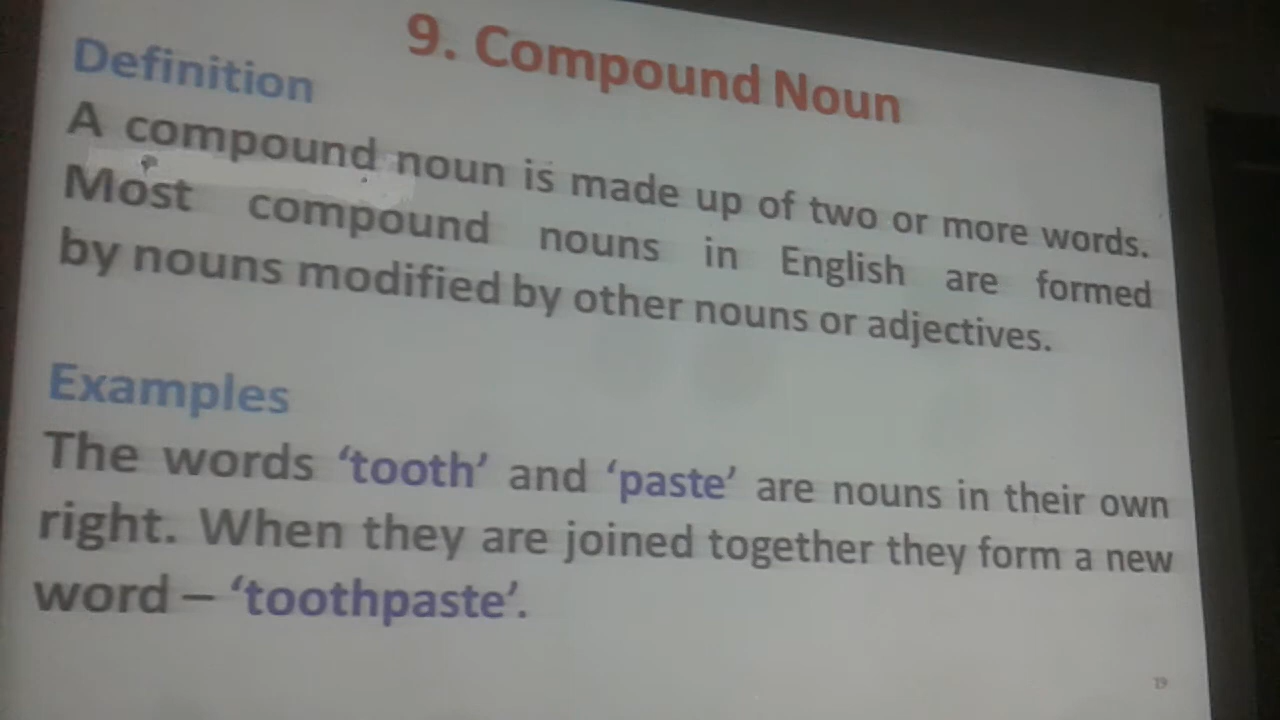 9. Compound Noun
Definition
A compound noun is made up of two or more words.
Most compound nouns in English are formed
by nouns modified by other nouns or adjectives.
Examples
The words ‘tooth’ and ‘paste’ are nouns in their own
right. When they are joined together they form a new
word – ‘toothpaste’.
19